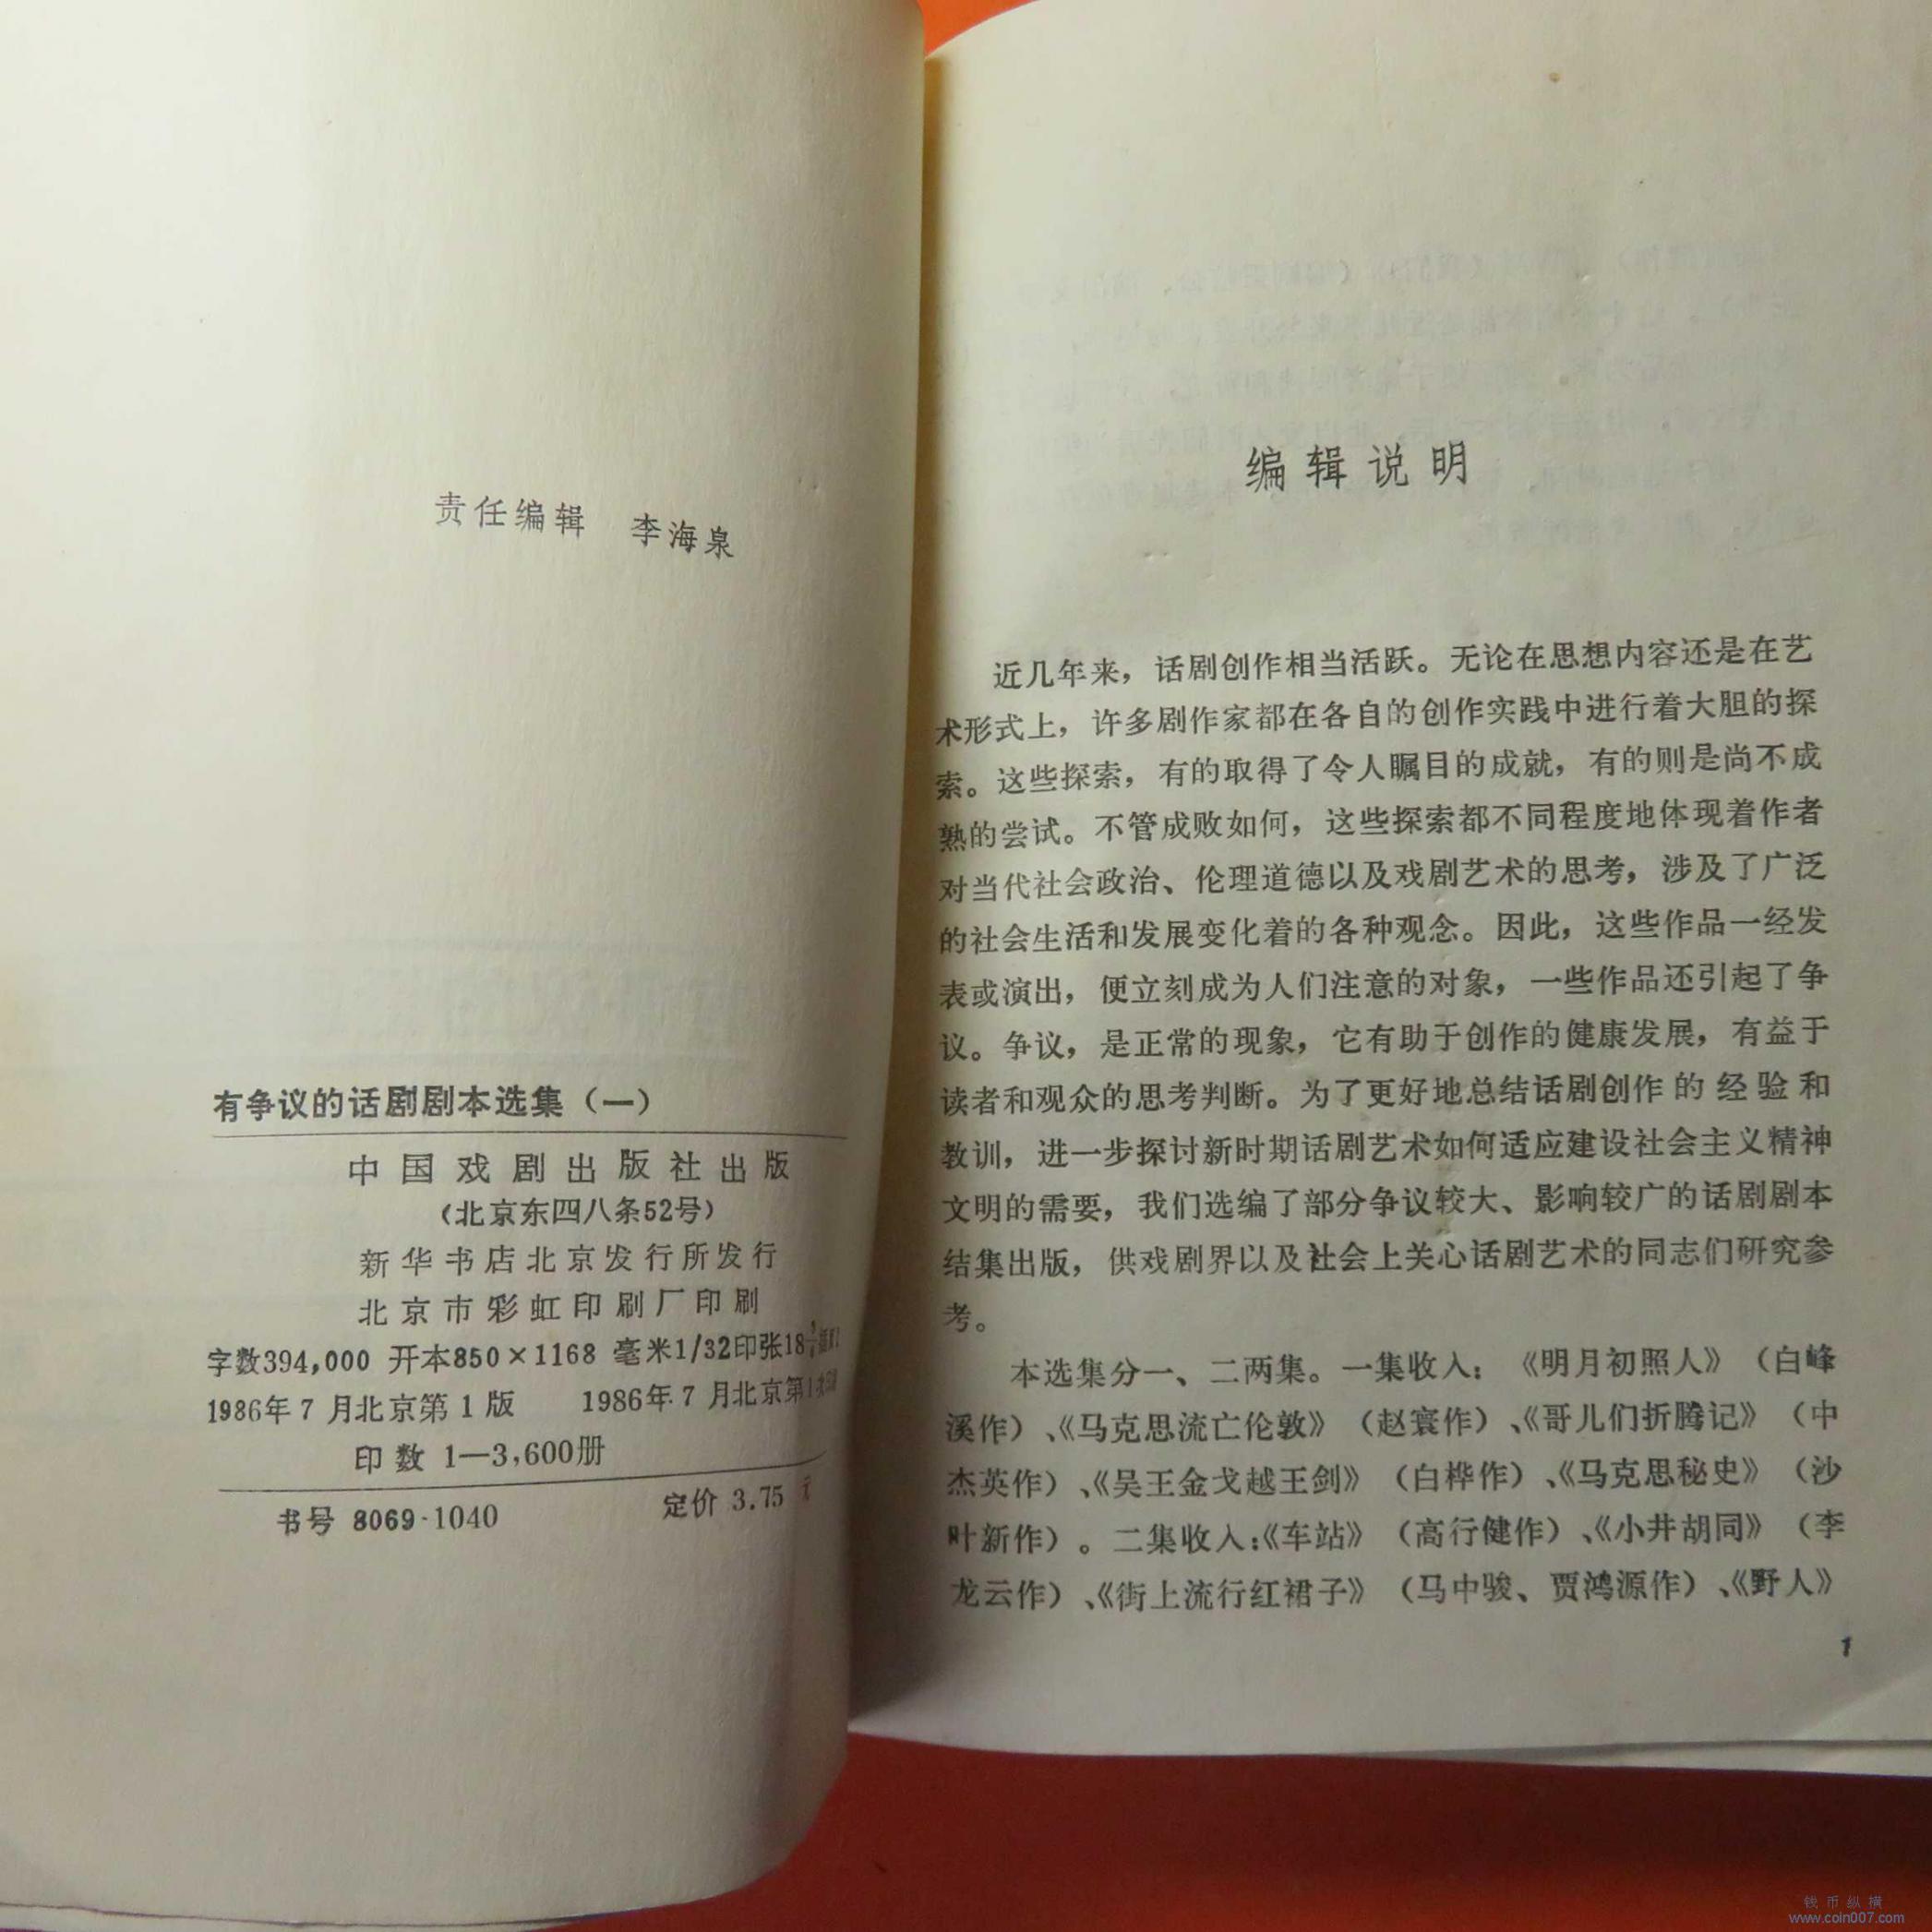 责任编辑 李海泉
有争议的话剧剧本选集（一）
中国戏剧出版社出版
（北京东四八条52号）
新华书店北京发行所发行
北京市彩虹印刷厂印刷
字数394,000 开本850×1168 毫米1/32印张18
1986年7月北京第1版 1986年7月北京第1次
印数 1—3,600册
书号 8069·1040 定价 3.75 元
编辑说明
近几年来，话剧创作相当活跃。无论在思想内容还是在艺
术形式上，许多剧作家都在各自的创作实践中进行着大胆的探
索。这些探索，有的取得了令人瞩目的成就，有的则是尚不成
熟的尝试。不管成败如何，这些探索都不同程度地体现着作者
对当代社会政治、伦理道德以及戏剧艺术的思考，涉及了广泛
的社会生活和发展变化着的各种观念。因此，这些作品一经发
表或演出，便立刻成为人们注意的对象，一些作品还引起了争
议。争议，是正常的现象，它有助于创作的健康发展，有益于
读者和观众的思考判断。为了更好地总结话剧创作的经验和
教训，进一步探讨新时期话剧艺术如何适应建设社会主义精神
文明的需要，我们选编了部分争议较大、影响较广的话剧剧本
结集出版，供戏剧界以及社会上关心话剧艺术的同志们研究参
考。
本选集分一、二两集。一集收入：《明月初照人》（白峰
溪作）、《马克思流亡伦敦》（赵寰作）、《哥儿们折腾记》（中
杰英作）、《吴王金戈越王剑》（白桦作）、《马克思秘史》（沙
叶新作）。二集收入：《车站》（高行健作）、《小井胡同》（李
龙云作）、《街上流行红裙子》（马中骏、贾鸿源作）、《野人》
1
钱币纵横
www.coin007.com